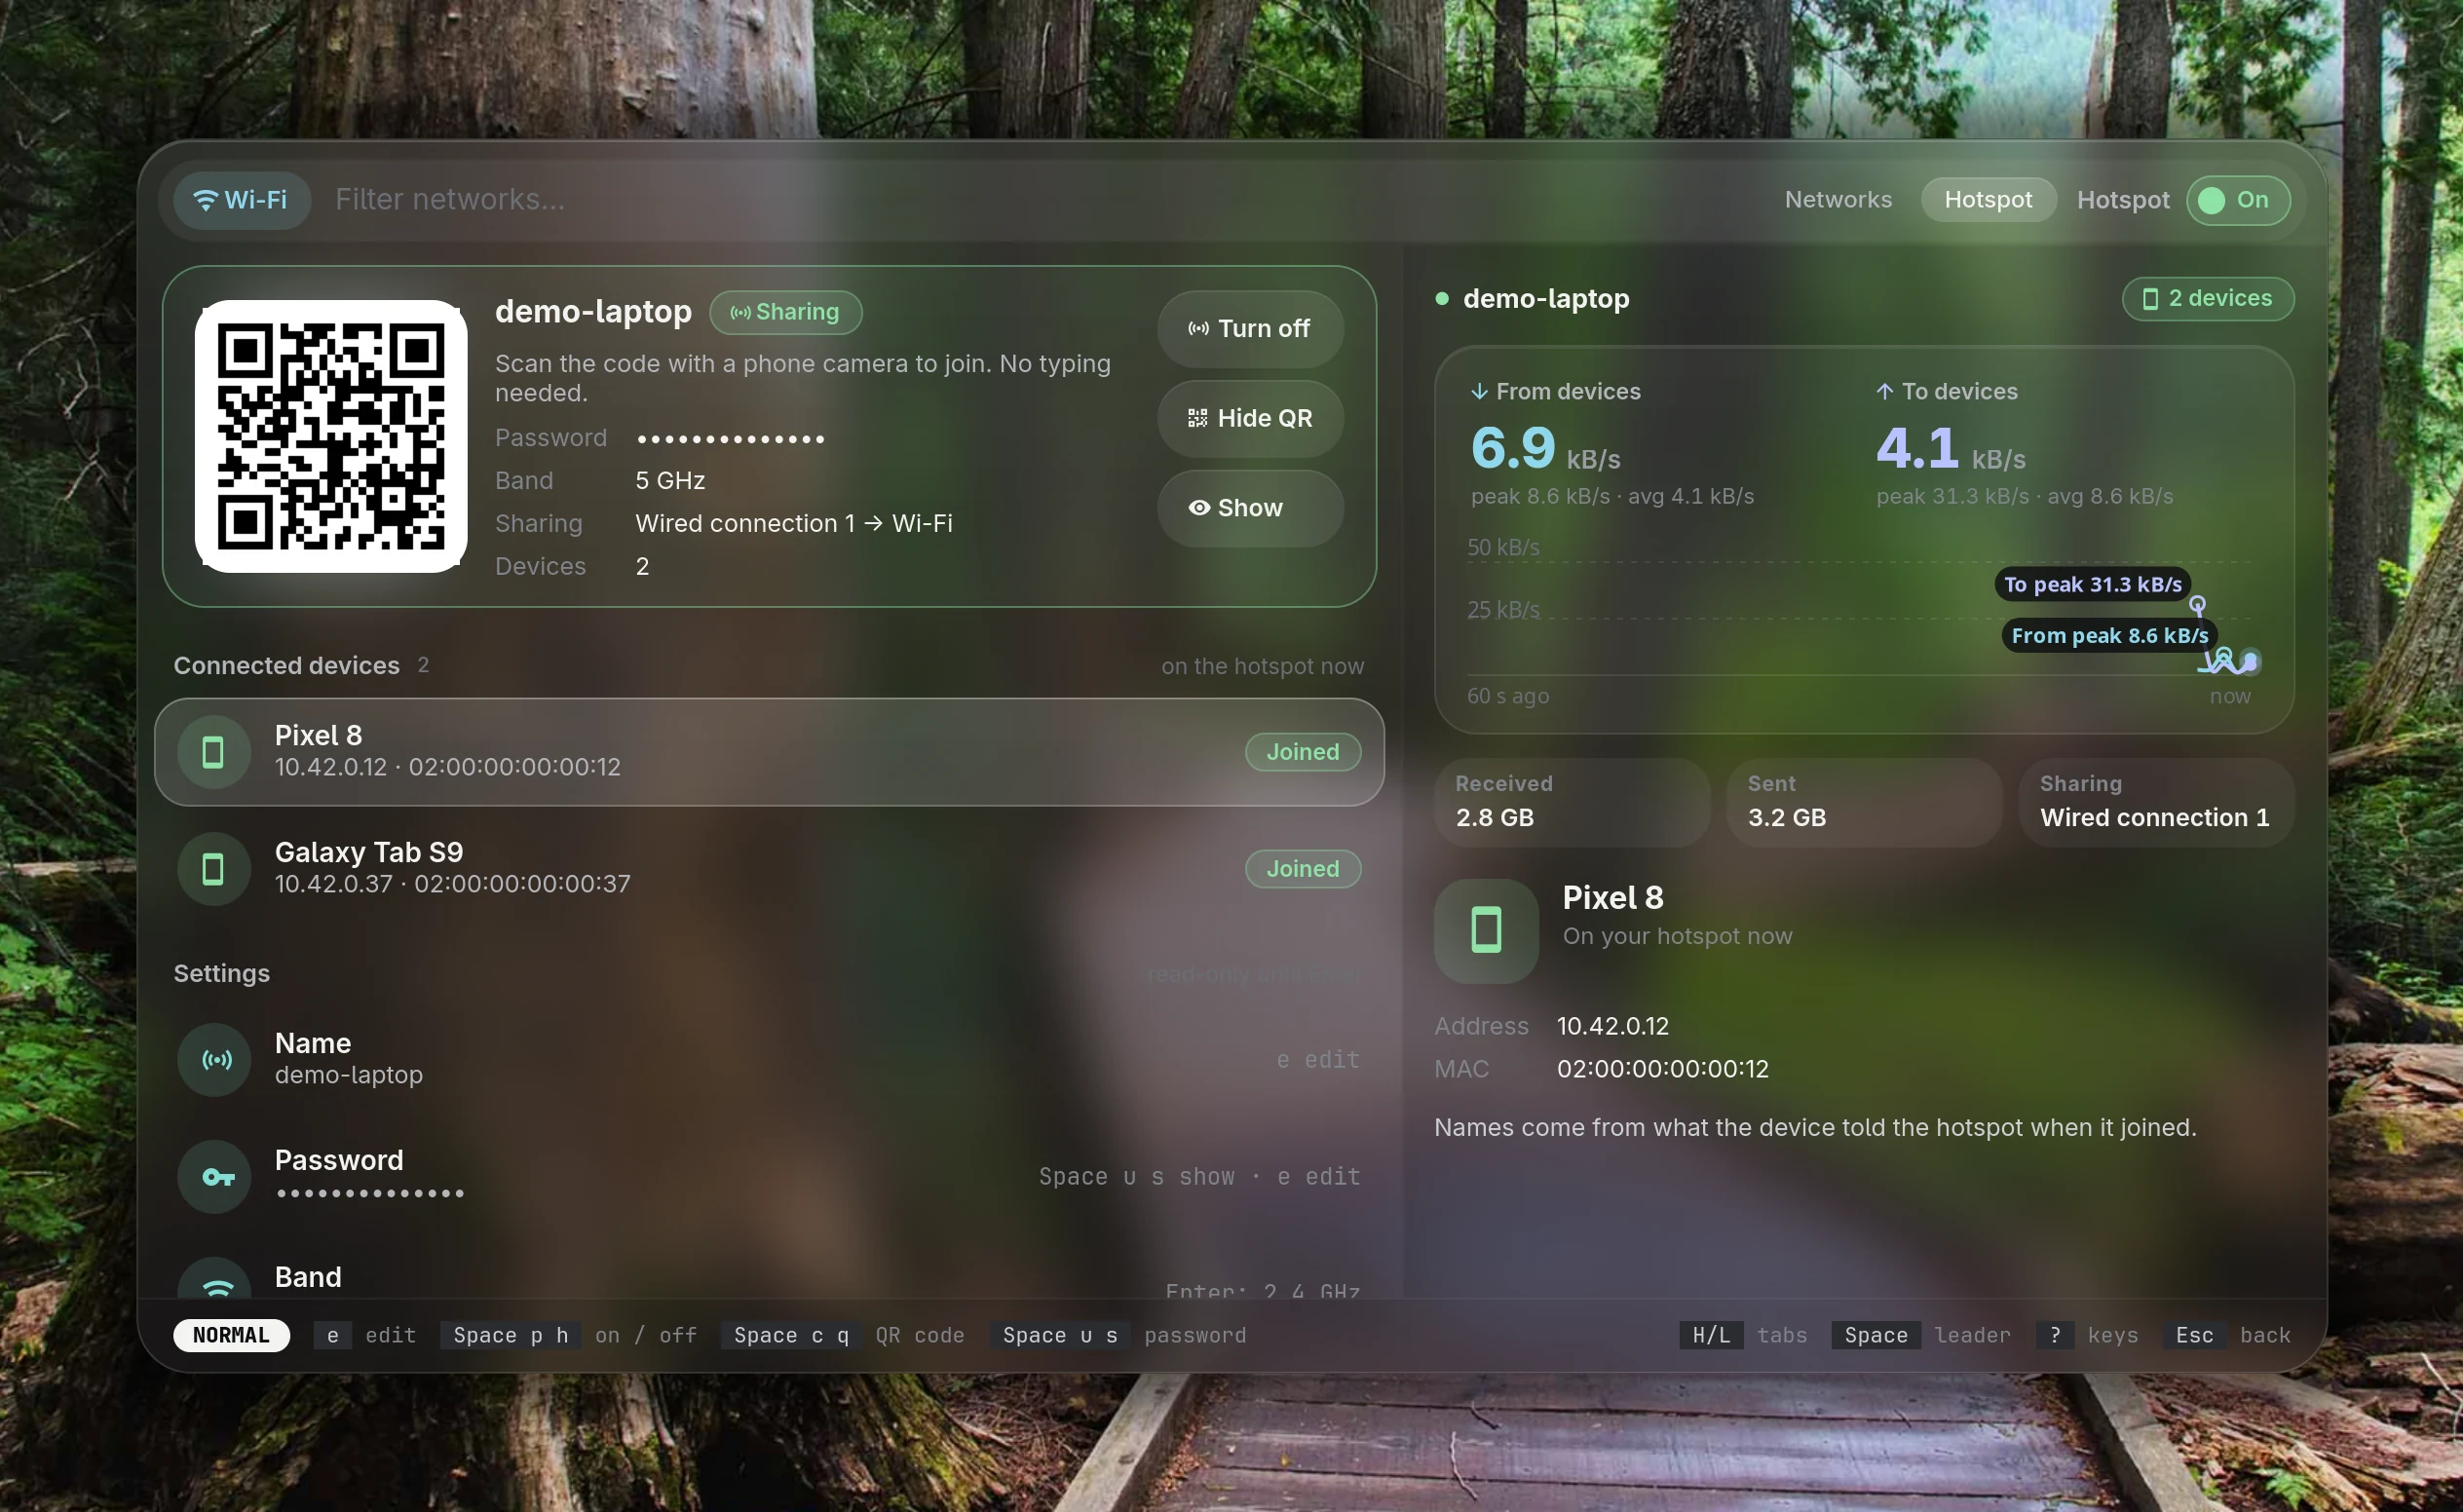 Wi-Fi
Filter networks...
Networks
Hotspot
Hotspot
On
demo-laptop
Sharing
Scan the code with a phone camera to join. No typing
needed.
Password ••••••••••••••
Band 5 GHz
Sharing Wired connection 1 → Wi-Fi
Devices 2
Turn off
Hide QR
Show
Connected devices 2
on the hotspot now
Pixel 8
10.42.0.12 · 02:00:00:00:00:12
Joined
Galaxy Tab S9
10.42.0.37 · 02:00:00:00:00:37
Joined
Settings
read-only until Enter
Name
demo-laptop
e edit
Password
••••••••••••••
Space u s show · e edit
Band
Enter: 2.4 GHz
demo-laptop
2 devices
↓ From devices
6.9 kB/s
peak 8.6 kB/s · avg 4.1 kB/s
↑ To devices
4.1 kB/s
peak 31.3 kB/s · avg 8.6 kB/s
50 kB/s
To peak 31.3 kB/s
25 kB/s
From peak 8.6 kB/s
60 s ago
now
Received
2.8 GB
Sent
3.2 GB
Sharing
Wired connection 1
Pixel 8
On your hotspot now
Address 10.42.0.12
MAC 02:00:00:00:00:12
Names come from what the device told the hotspot when it joined.
NORMAL e edit Space p h on / off Space c q QR code Space u s password
H/L tabs Space leader ? keys Esc back